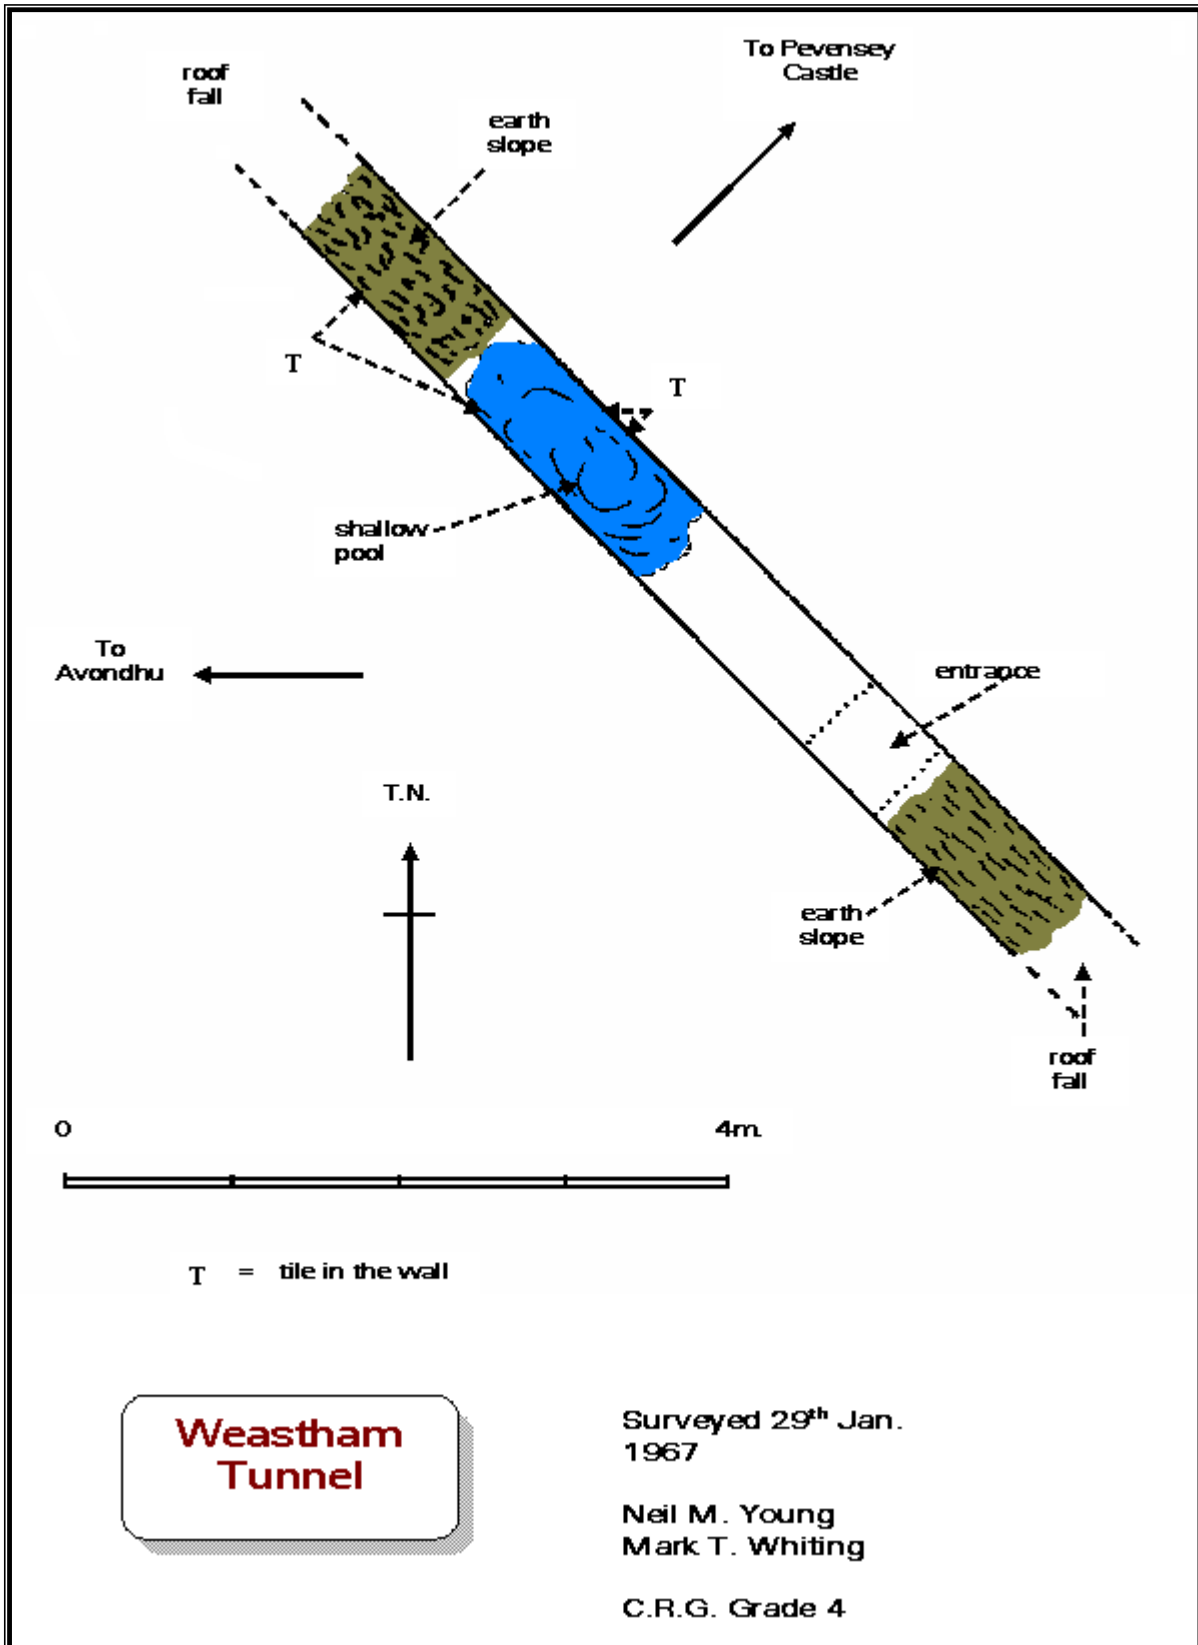 To Pevensey
Castle
roof
fall
earth
slope
T
T
shallow
pool
To
Avondhu
entrance
T.N.
earth
slope
roof
fall
0 4m.
T = tile in the wall
Weastham
Tunnel
Surveyed 29th Jan.
1967
Neil M. Young
Mark T. Whiting
C.R.G. Grade 4